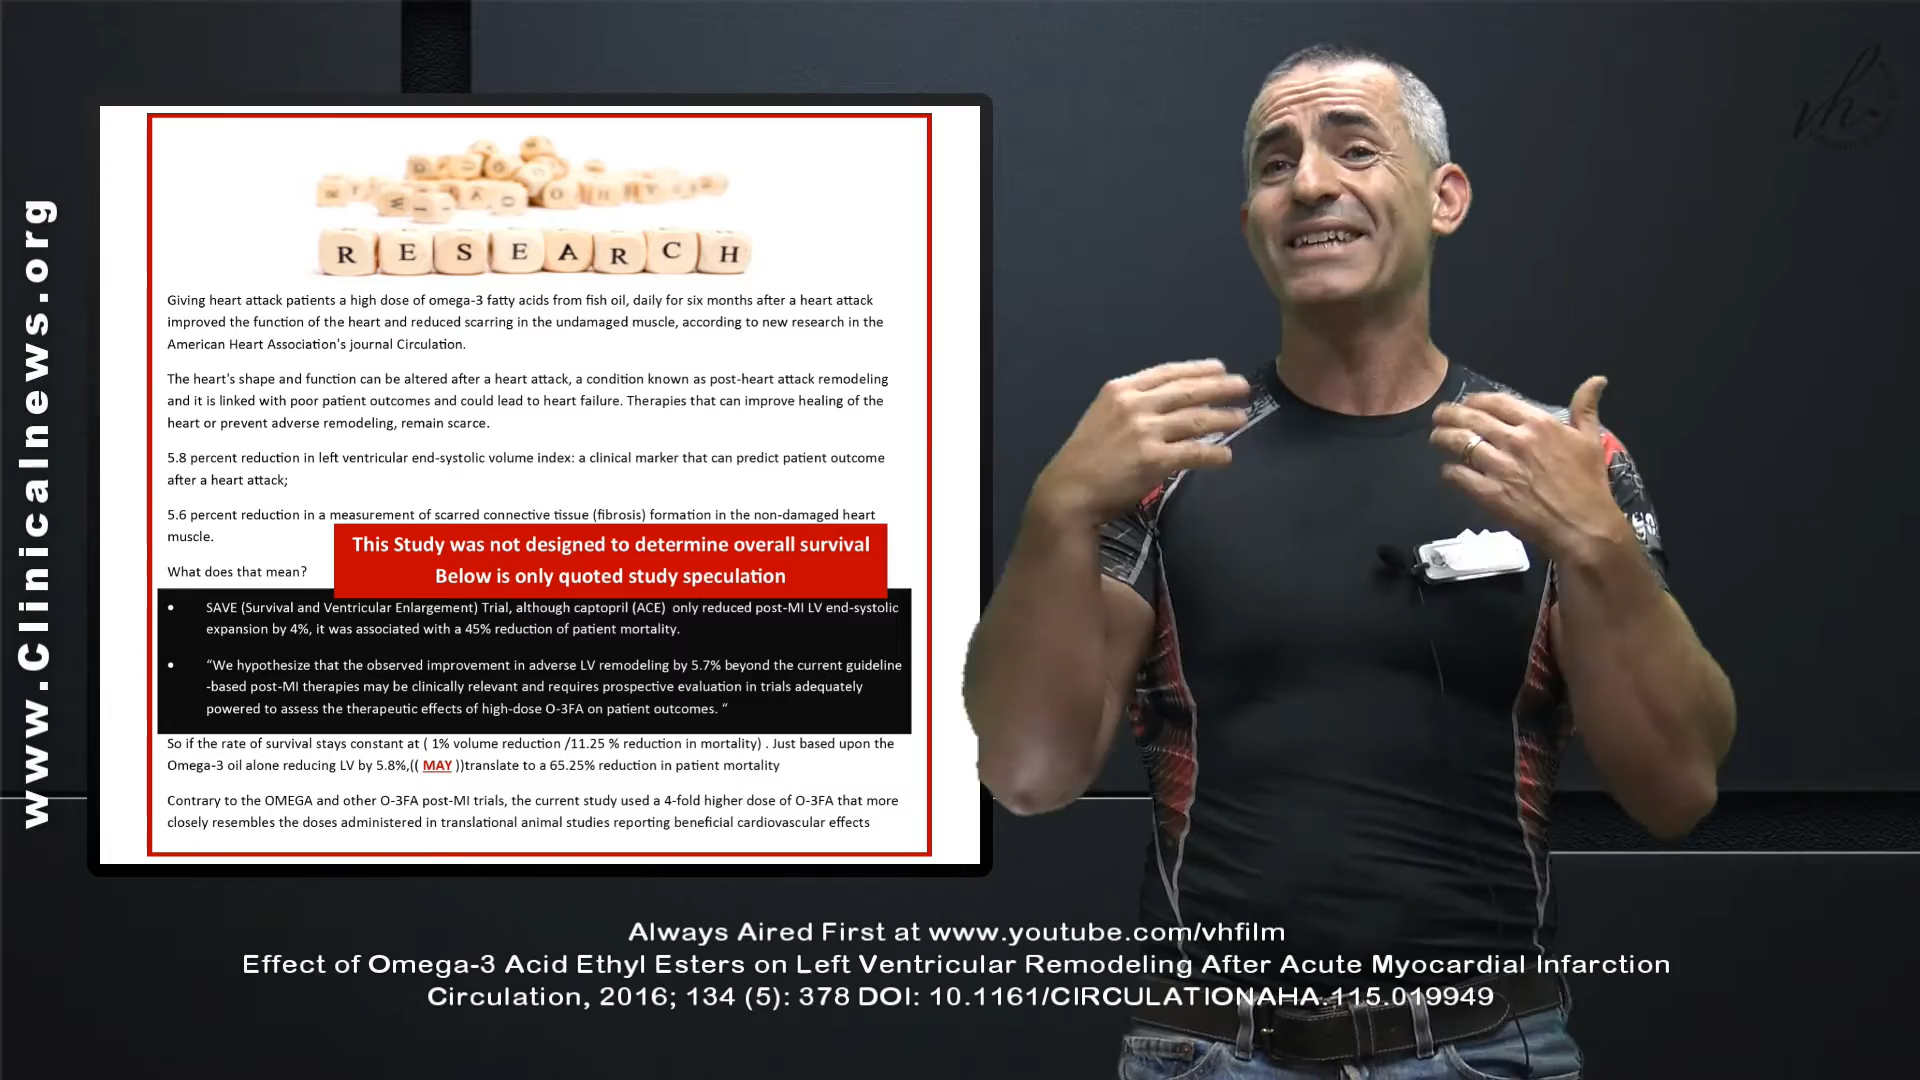 www.Clinicalnews.org
RESEARCH
Giving heart attack patients a high dose of omega-3 fatty acids from fish oil, daily for six months after a heart attack
improved the function of the heart and reduced scarring in the undamaged muscle, according to new research in the
American Heart Association's journal Circulation.
The heart's shape and function can be altered after a heart attack, a condition known as post-heart attack remodeling
and it is linked with poor patient outcomes and could lead to heart failure. Therapies that can improve healing of the
heart or prevent adverse remodeling, remain scarce.
5.8 percent reduction in left ventricular end-systolic volume index: a clinical marker that can predict patient outcome
after a heart attack;
5.6 percent reduction in a measurement of scarred connective tissue (fibrosis) formation in the non-damaged heart
muscle.
This Study was not designed to determine overall survival
Below is only quoted study speculation
What does that mean?
• SAVE (Survival and Ventricular Enlargement) Trial, although captopril (ACE) only reduced post-MI LV end-systolic
expansion by 4%, it was associated with a 45% reduction of patient mortality.
• “We hypothesize that the observed improvement in adverse LV remodeling by 5.7% beyond the current guideline
-based post-MI therapies may be clinically relevant and requires prospective evaluation in trials adequately
powered to assess the therapeutic effects of high-dose O-3FA on patient outcomes. “
So if the rate of survival stays constant at ( 1% volume reduction /11.25 % reduction in mortality) . Just based upon the
Omega-3 oil alone reducing LV by 5.8%,(( MAY ))translate to a 65.25% reduction in patient mortality
Contrary to the OMEGA and other O-3FA post-MI trials, the current study used a 4-fold higher dose of O-3FA that more
closely resembles the doses administered in translational animal studies reporting beneficial cardiovascular effects
vh
Always Aired First at www.youtube.com/vhfilm
Effect of Omega-3 Acid Ethyl Esters on Left Ventricular Remodeling After Acute Myocardial Infarction
Circulation, 2016; 134 (5): 378 DOI: 10.1161/CIRCULATIONAHA.115.019949